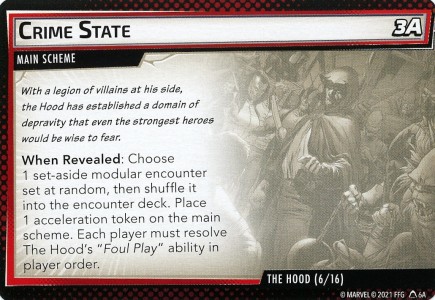 CRIME STATE
3A
MAIN SCHEME
With a legion of villains at his side,
the Hood has established a domain of
depravity that even the strongest heroes
would be wise to fear.
When Revealed: Choose
1 set-aside modular encounter
set at random, then shuffle it
into the encounter deck. Place
1 acceleration token on the main
scheme. Each player must resolve
The Hood's "Foul Play" ability in
player order.
THE HOOD (6/16)
© MARVEL © 2021 FFG 6A